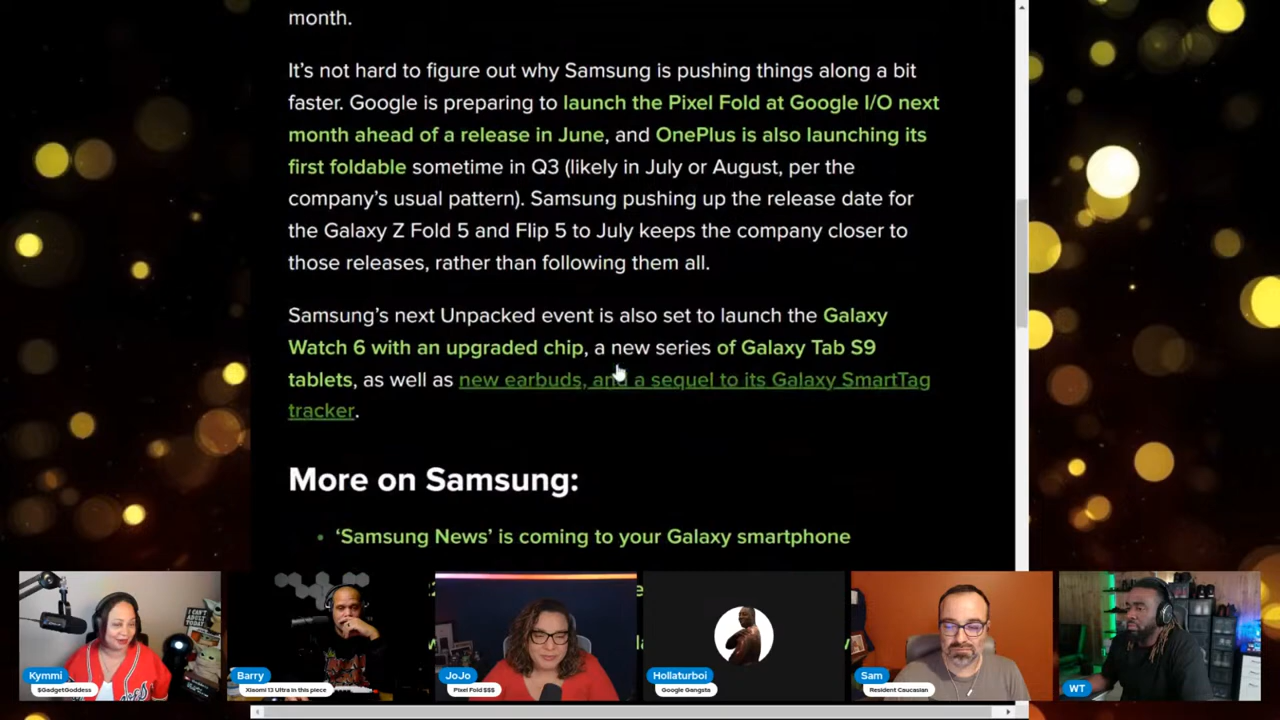 month.
It's not hard to figure out why Samsung is pushing things along a bit
faster. Google is preparing to launch the Pixel Fold at Google I/O next
month ahead of a release in June, and OnePlus is also launching its
first foldable sometime in Q3 (likely in July or August, per the
company's usual pattern). Samsung pushing up the release date for
the Galaxy Z Fold 5 and Flip 5 to July keeps the company closer to
those releases, rather than following them all.
Samsung's next Unpacked event is also set to launch the Galaxy
Watch 6 with an upgraded chip, a new series of Galaxy Tab S9
tablets, as well as new earbuds, and a sequel to its Galaxy SmartTag
tracker.
More on Samsung:
• 'Samsung News' is coming to your Galaxy smartphone
I CAN'T
ADULT
TODAY
Kymmi
$GadgetGoddess
Barry
Xiaomi 13 Ultra in this piece
JoJo
Pixel Fold $$$
Hollaturboi
Google Gangsta
Sam
Resident Caucasian
WT